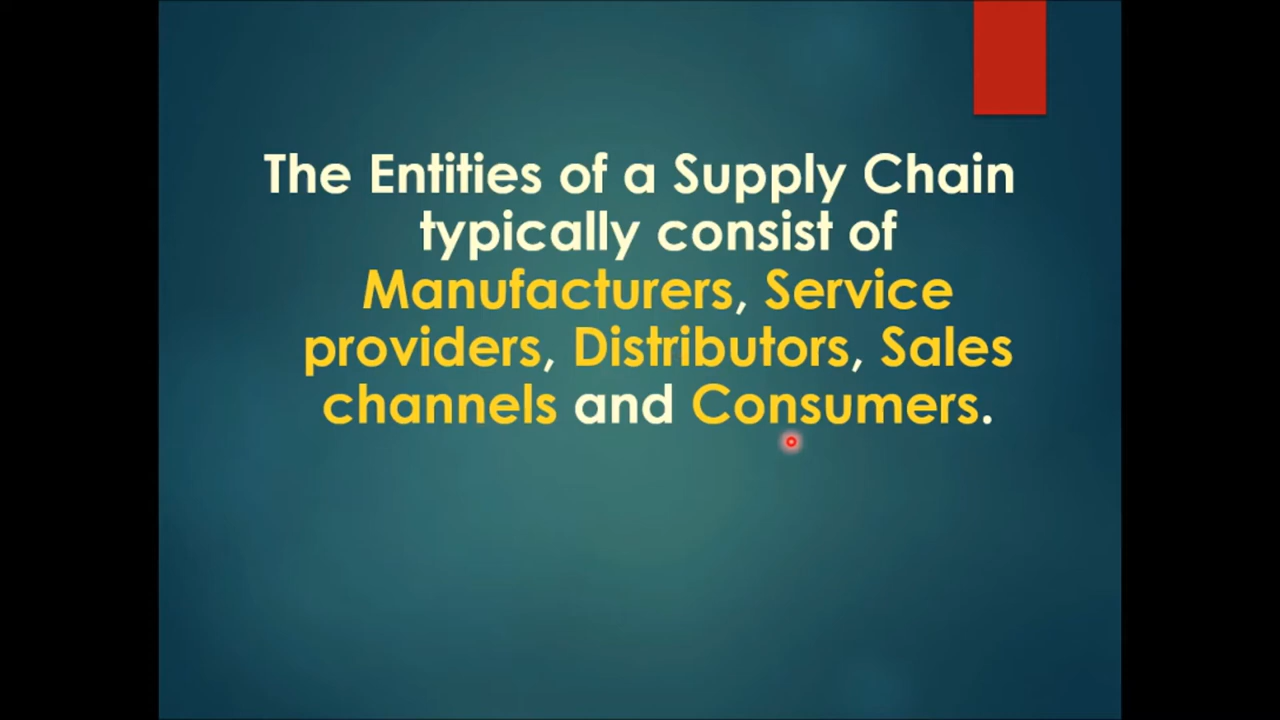 The Entities of a Supply Chain
typically consist of
Manufacturers, Service
providers, Distributors, Sales
channels and Consumers.